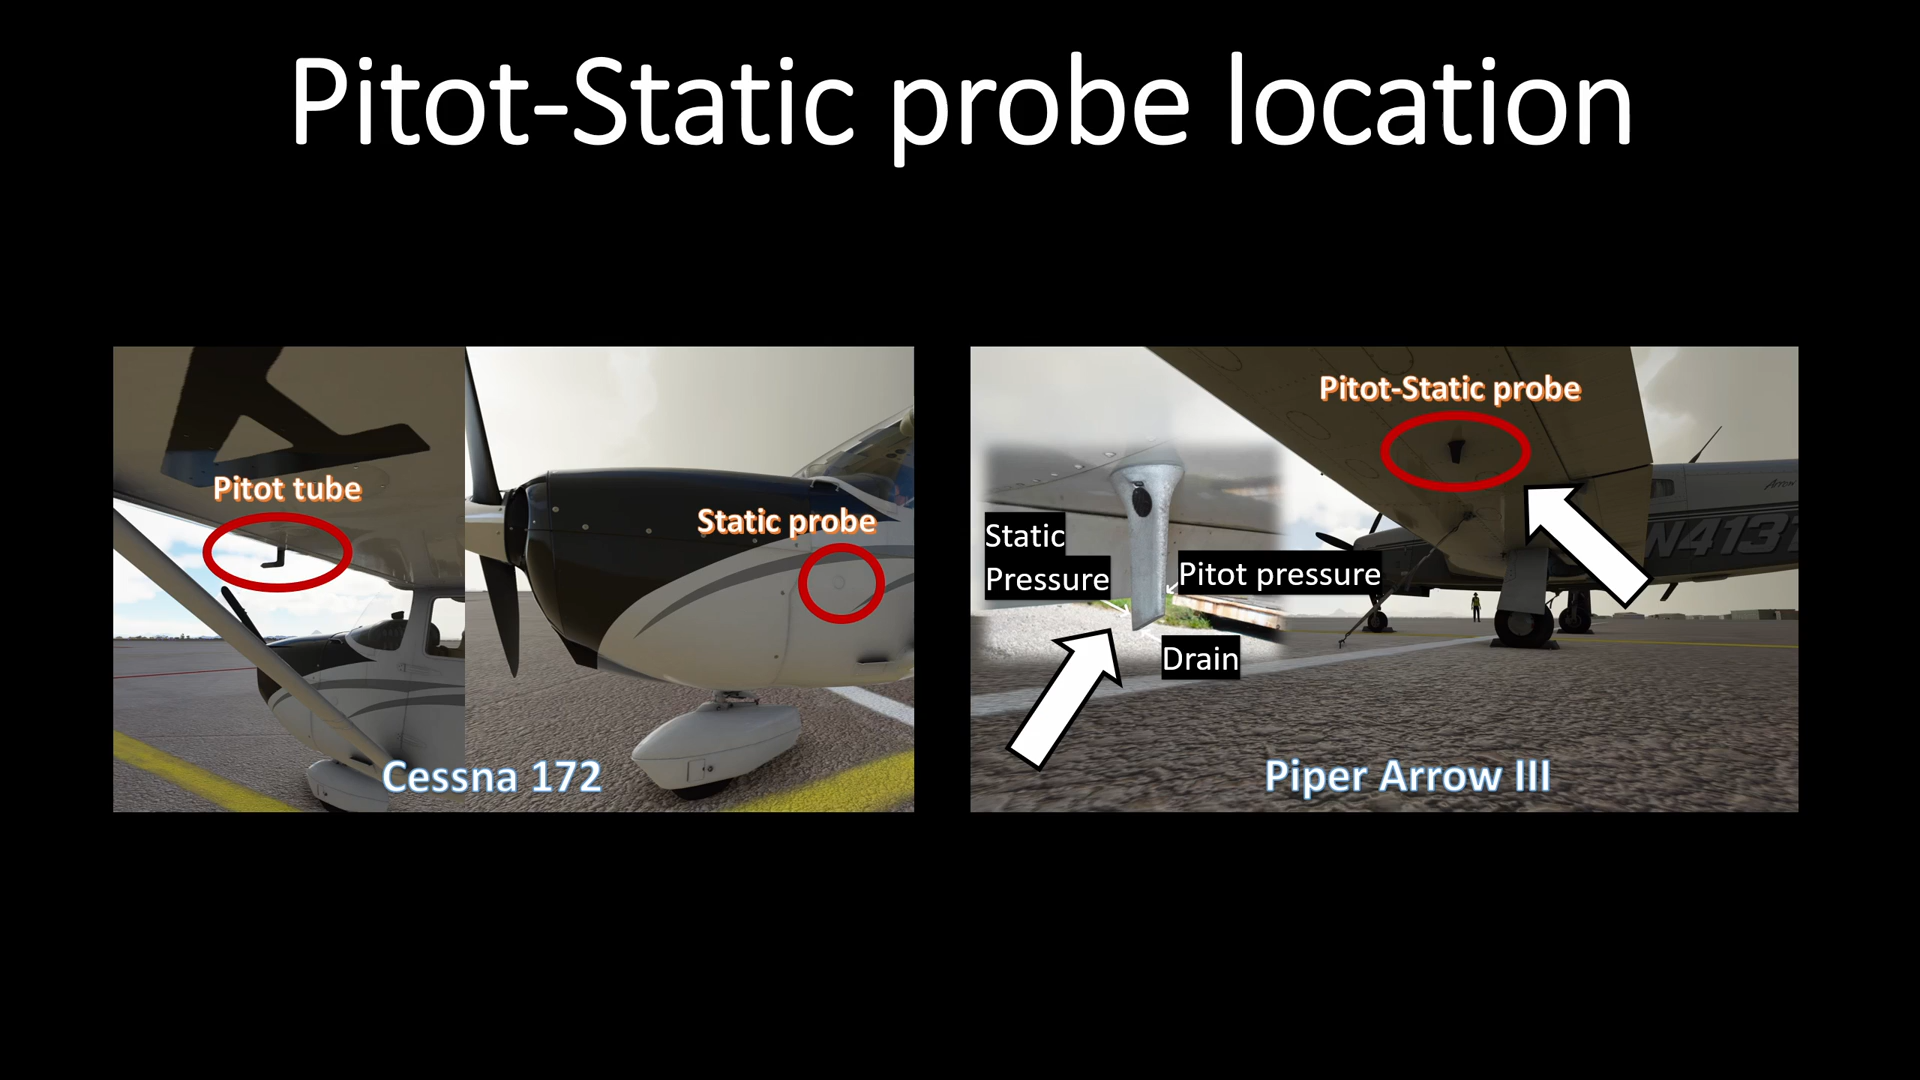 Pitot-Static probe location
Pitot tube
Static probe
Cessna 172
Pitot-Static probe
Static
Pressure
Pitot pressure
Drain
Piper Arrow III